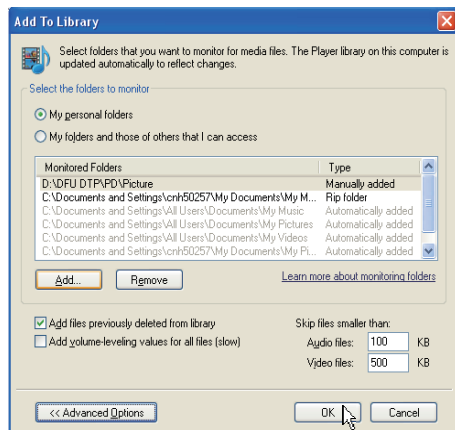 Add To Library
Select folders that you want to monitor for media files. The Player library on this computer is
updated automatically to reflect changes.
Select the folders to monitor
My personal folders
My folders and those of others that I can access
Monitored Folders Type
D:\DFU DTP\PD\Picture Manually added
C:\Documents and Settings\cnh50257\My Documents\My M... Rip folder
C:\Documents and Settings\All Users\Documents\My Music Automatically added
C:\Documents and Settings\All Users\Documents\My Pictures Automatically added
C:\Documents and Settings\All Users\Documents\My Videos Automatically added
C:\Documents and Settings\cnh50257\My Documents\My Pi... Automatically added
Add... Remove Learn more about monitoring folders
Add files previously deleted from library Skip files smaller than:
Add volume-leveling values for all files (slow) Audio files: 100 KB
Video files: 500 KB
<< Advanced Options OK Cancel